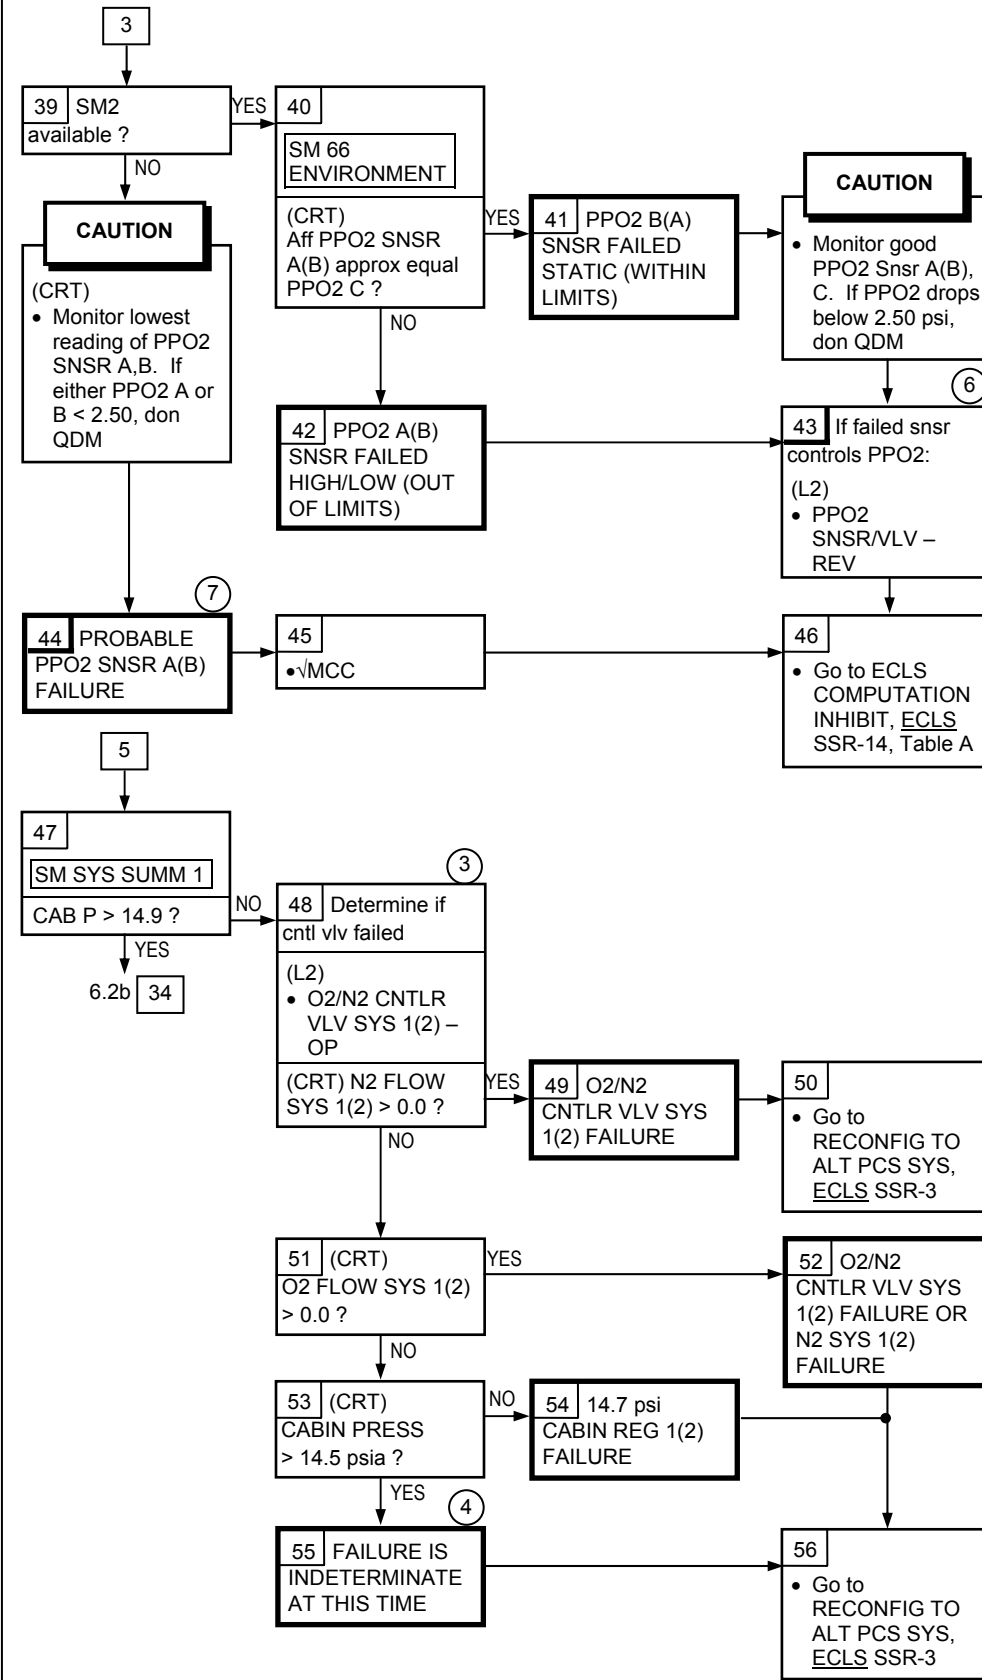 3
39 SM2
available ?
YES
NO
CAUTION
(CRT)
• Monitor lowest
reading of PPO2
SNSR A,B. If
either PPO2 A or
B < 2.50, don
QDM
40
SM 66
ENVIRONMENT
(CRT)
Aff PPO2 SNSR
A(B) approx equal
PPO2 C ?
YES
NO
41 PPO2 B(A)
SNSR FAILED
STATIC (WITHIN
LIMITS)
CAUTION
• Monitor good
PPO2 Snsr A(B),
C. If PPO2 drops
below 2.50 psi,
don QDM
42 PPO2 A(B)
SNSR FAILED
HIGH/LOW (OUT
OF LIMITS)
6
43 If failed snsr
controls PPO2:
(L2)
• PPO2
SNSR/VLV –
REV
7
44 PROBABLE
PPO2 SNSR A(B)
FAILURE
45
•√MCC
46
• Go to ECLS
COMPUTATION
INHIBIT, ECLS
SSR-14, Table A
5
47
SM SYS SUMM 1
CAB P > 14.9 ?
NO
YES
6.2b 34
3
48 Determine if
cntl vlv failed
(L2)
• O2/N2 CNTLR
VLV SYS 1(2) –
OP
(CRT) N2 FLOW
SYS 1(2) > 0.0 ?
YES
NO
49 O2/N2
CNTLR VLV SYS
1(2) FAILURE
50
• Go to
RECONFIG TO
ALT PCS SYS,
ECLS SSR-3
51 (CRT)
O2 FLOW SYS 1(2)
> 0.0 ?
YES
NO
52 O2/N2
CNTLR VLV SYS
1(2) FAILURE OR
N2 SYS 1(2)
FAILURE
53 (CRT)
CABIN PRESS
> 14.5 psia ?
NO
YES
54 14.7 psi
CABIN REG 1(2)
FAILURE
4
55 FAILURE IS
INDETERMINATE
AT THIS TIME
56
• Go to
RECONFIG TO
ALT PCS SYS,
ECLS SSR-3